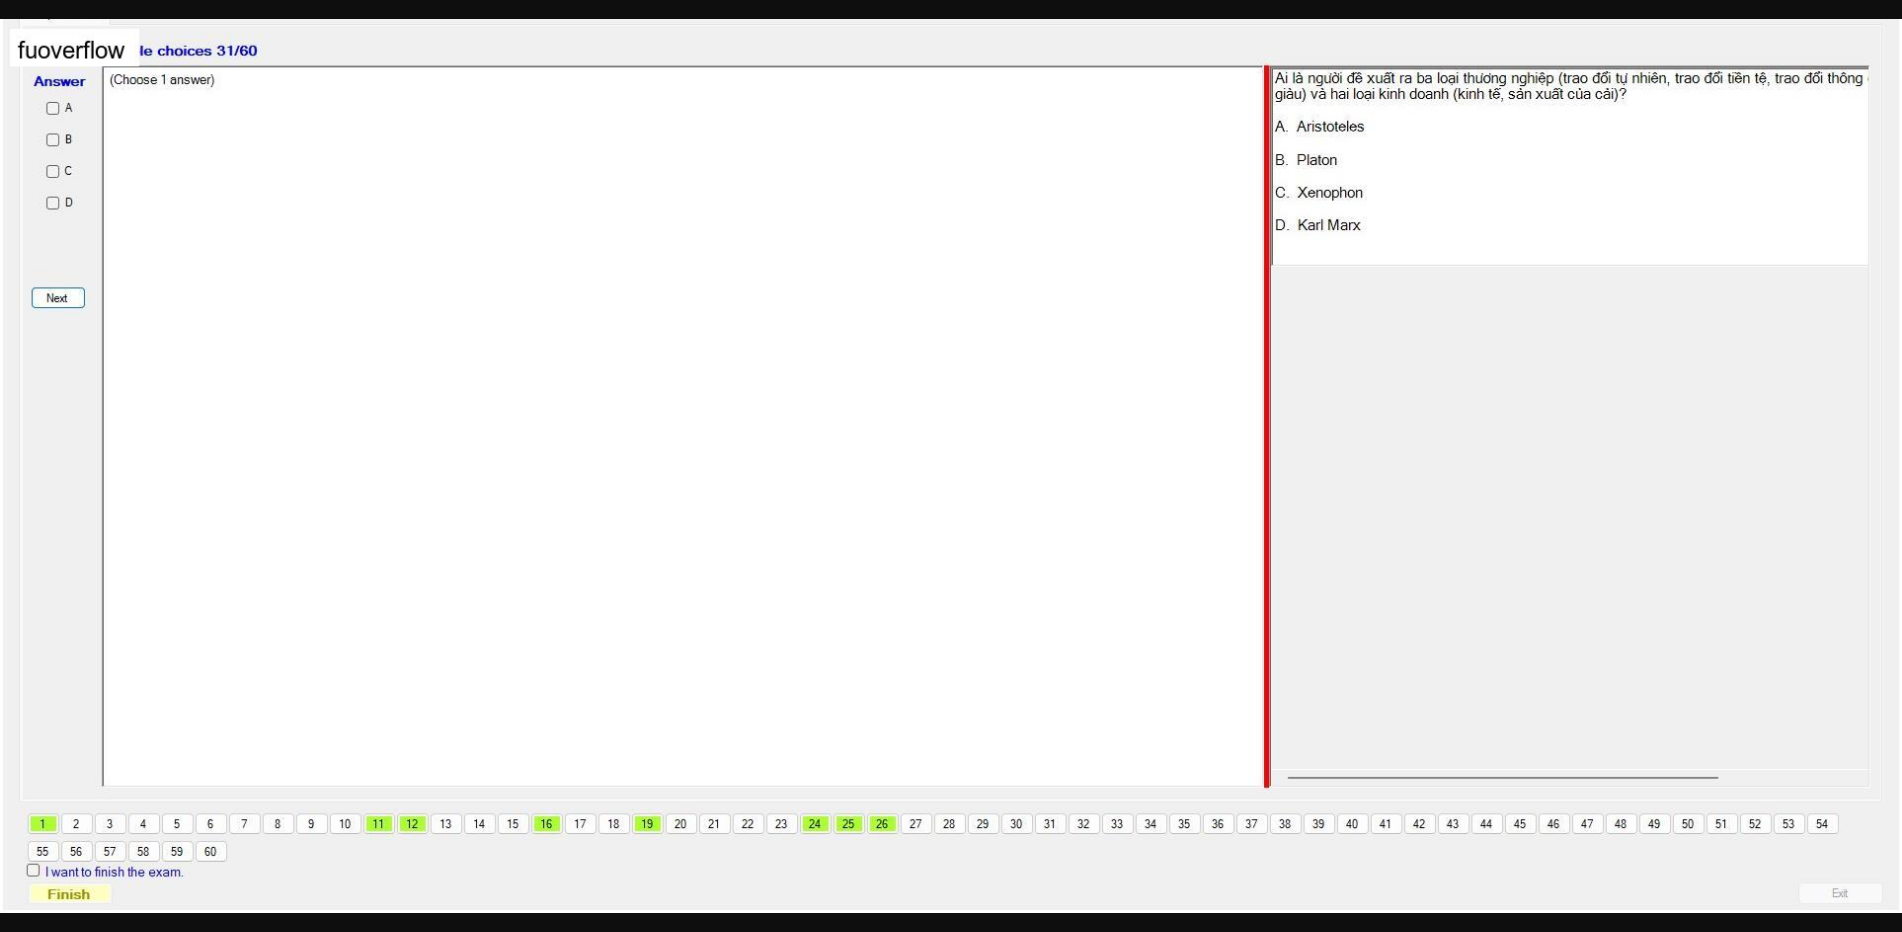 fuoverflow le choices 31/60
Answer
(Choose 1 answer)
A
B
C
D
Next
Ai là người đề xuất ra ba loại thương nghiệp (trao đổi tự nhiên, trao đổi tiền tệ, trao đổi thông
giàu) và hai loại kinh doanh (kinh tế, sản xuất của cải)?
A. Aristoteles
B. Platon
C. Xenophon
D. Karl Marx
1 2 3 4 5 6 7 8 9 10 11 12 13 14 15 16 17 18 19 20 21 22 23 24 25 26 27 28 29 30 31 32 33 34 35 36 37 38 39 40 41 42 43 44 45 46 47 48 49 50 51 52 53 54
55 56 57 58 59 60
I want to finish the exam.
Finish
Exit